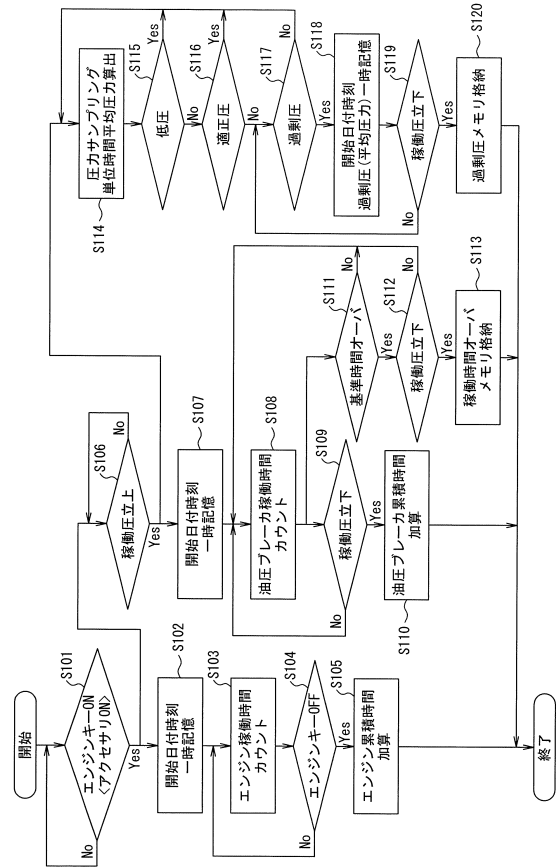 開始
S101
エンジンキーON
<アクセサリON>
No
Yes
S102
開始日付時刻
一時記憶
S103
エンジン稼働時間
カウント
S104
エンジンキーOFF
No
Yes
S105
エンジン累積時間
加算
終了
S106
稼働圧立上
No
Yes
S107
開始日付時刻
一時記憶
S108
油圧ブレーカ稼働時間
カウント
S109
稼働圧立下
No
Yes
S110
油圧ブレーカ累積時間
加算
S111
基準時間オーバ
No
Yes
S112
稼働圧立下
No
Yes
S113
稼働時間オーバ
メモリ格納
S114
圧力サンプリング
単位時間平均圧力算出
S115
低圧
Yes
No
S116
適正圧
Yes
No
S117
過剰圧
Yes
S118
開始日付時刻
過剰圧(平均圧力)一時記憶
S119
稼働圧立下
No
Yes
S120
過剰圧メモリ格納